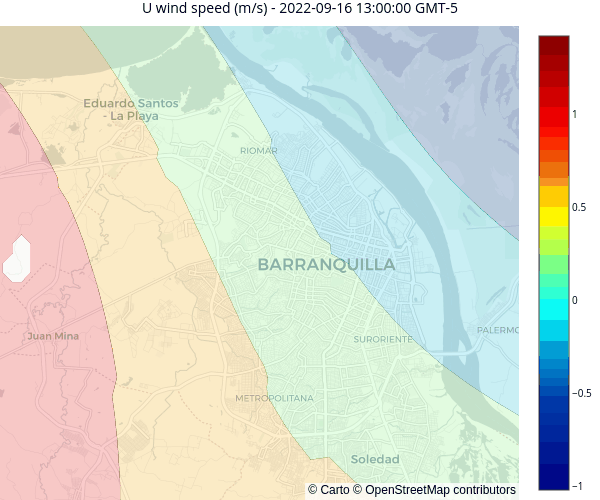 U wind speed (m/s) - 2022-09-16 13:00:00 GMT-5
Eduardo Santos
- La Playa
RIOMAR
BARRANQUILLA
Juan Mina
SURORIENTE
PALERMO
METROPOLITANA
Soledad
© Carto © OpenStreetMap contributors
1
0.5
0
−0.5
−1